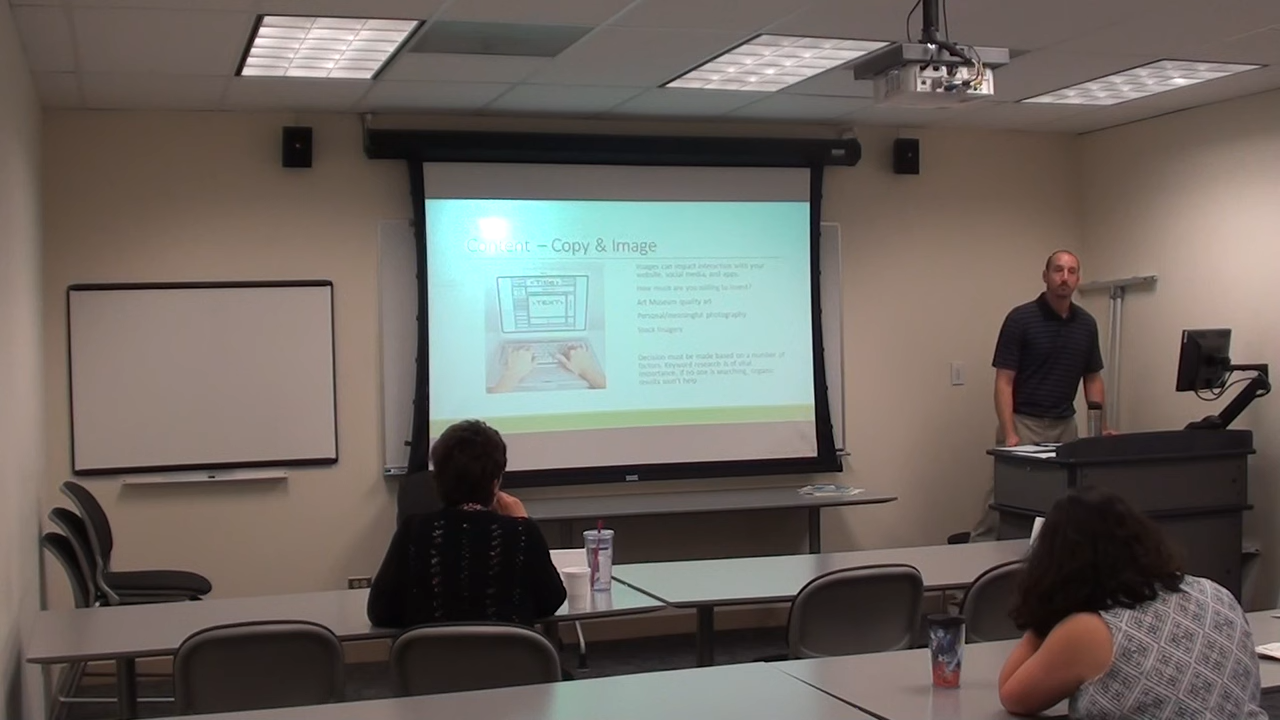 Content – Copy & Image
Images can impact interaction with your
website, social media, and apps.
How much are you willing to invest?
Art Museum quality art
Personal/meaningful photography
Stock Images
Decision must be made based on a number of
factors. Keyword research is of vital
importance, if no one is searching, organic
results won't help
<Title>
<TEXT>